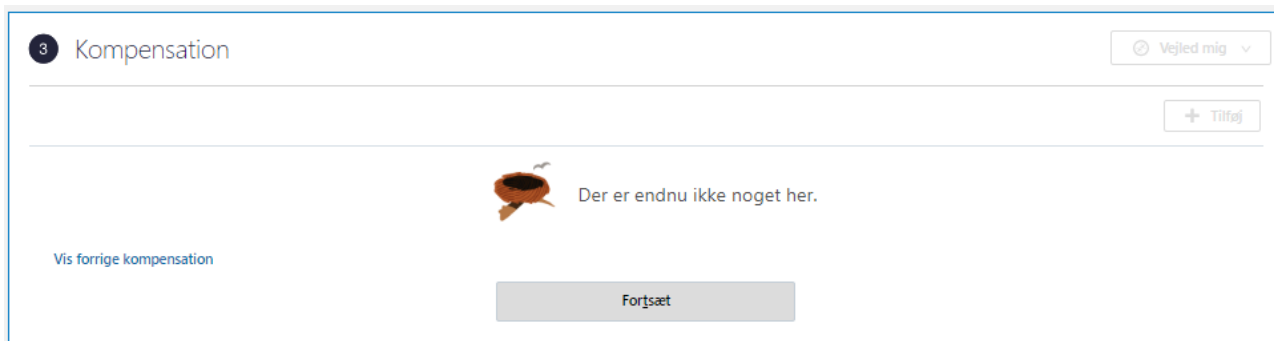 3 Kompensation
Vejled mig
Tilføj
Der er endnu ikke noget her.
Vis forrige kompensation
Fortsæt